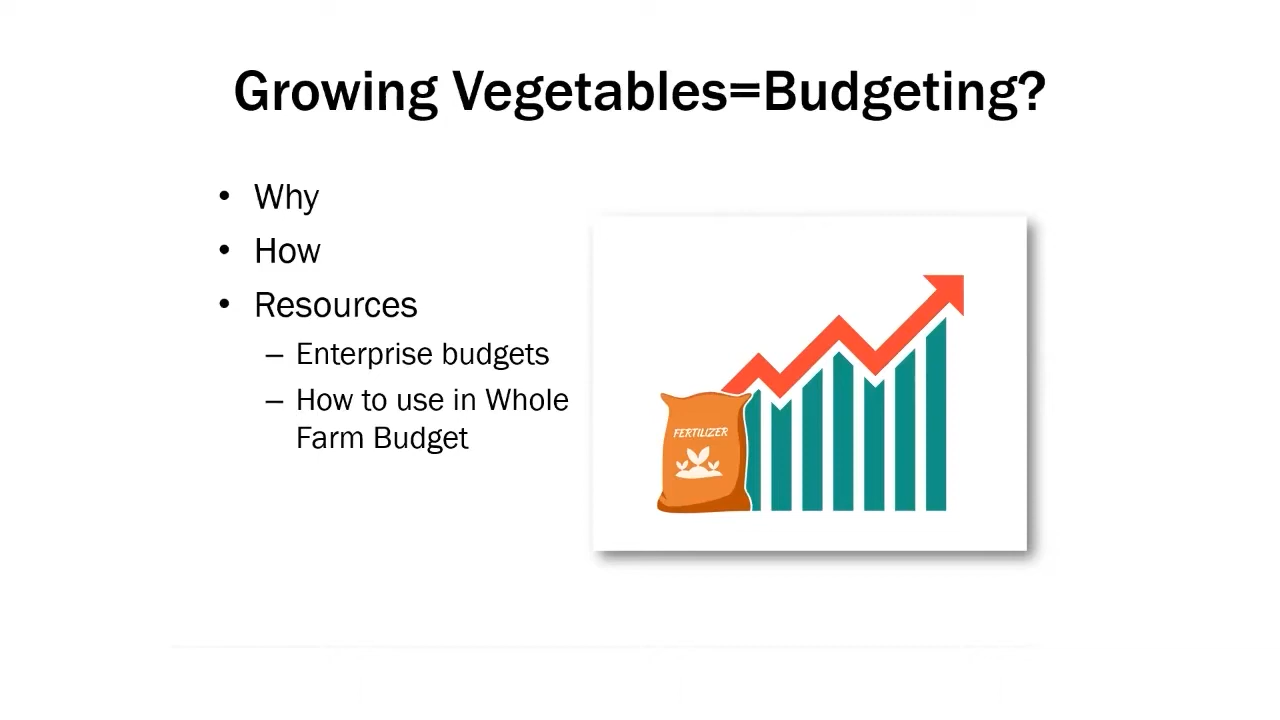 Growing Vegetables=Budgeting?
• Why
• How
• Resources
– Enterprise budgets
– How to use in Whole
Farm Budget
FERTILIZER